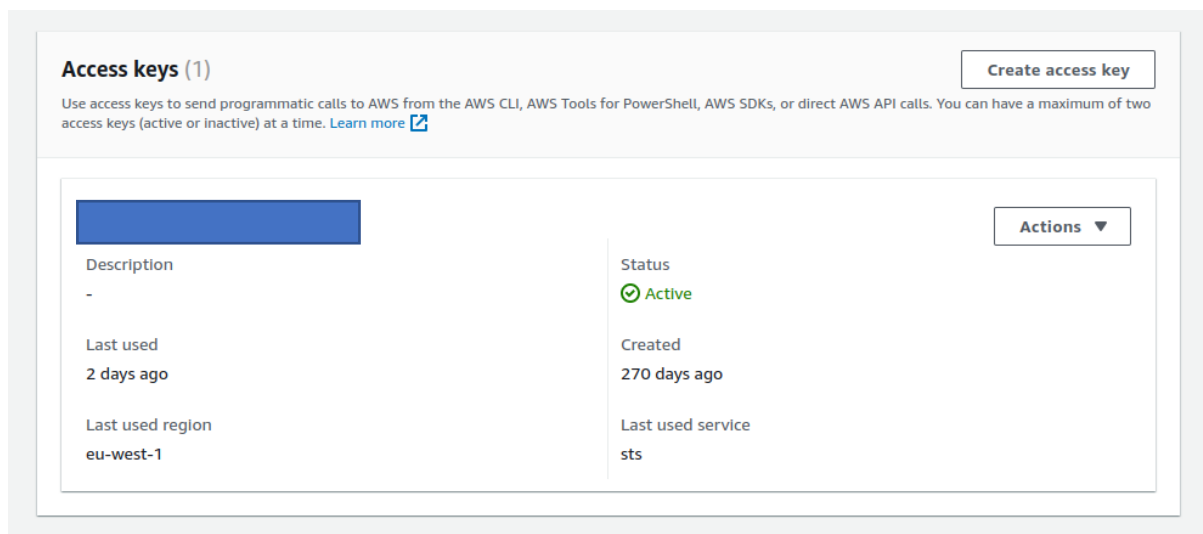 Access keys (1)
Create access key
Use access keys to send programmatic calls to AWS from the AWS CLI, AWS Tools for PowerShell, AWS SDKs, or direct AWS API calls. You can have a maximum of two
access keys (active or inactive) at a time. Learn more
Actions
Description
-
Status
Active
Last used
2 days ago
Created
270 days ago
Last used region
eu-west-1
Last used service
sts